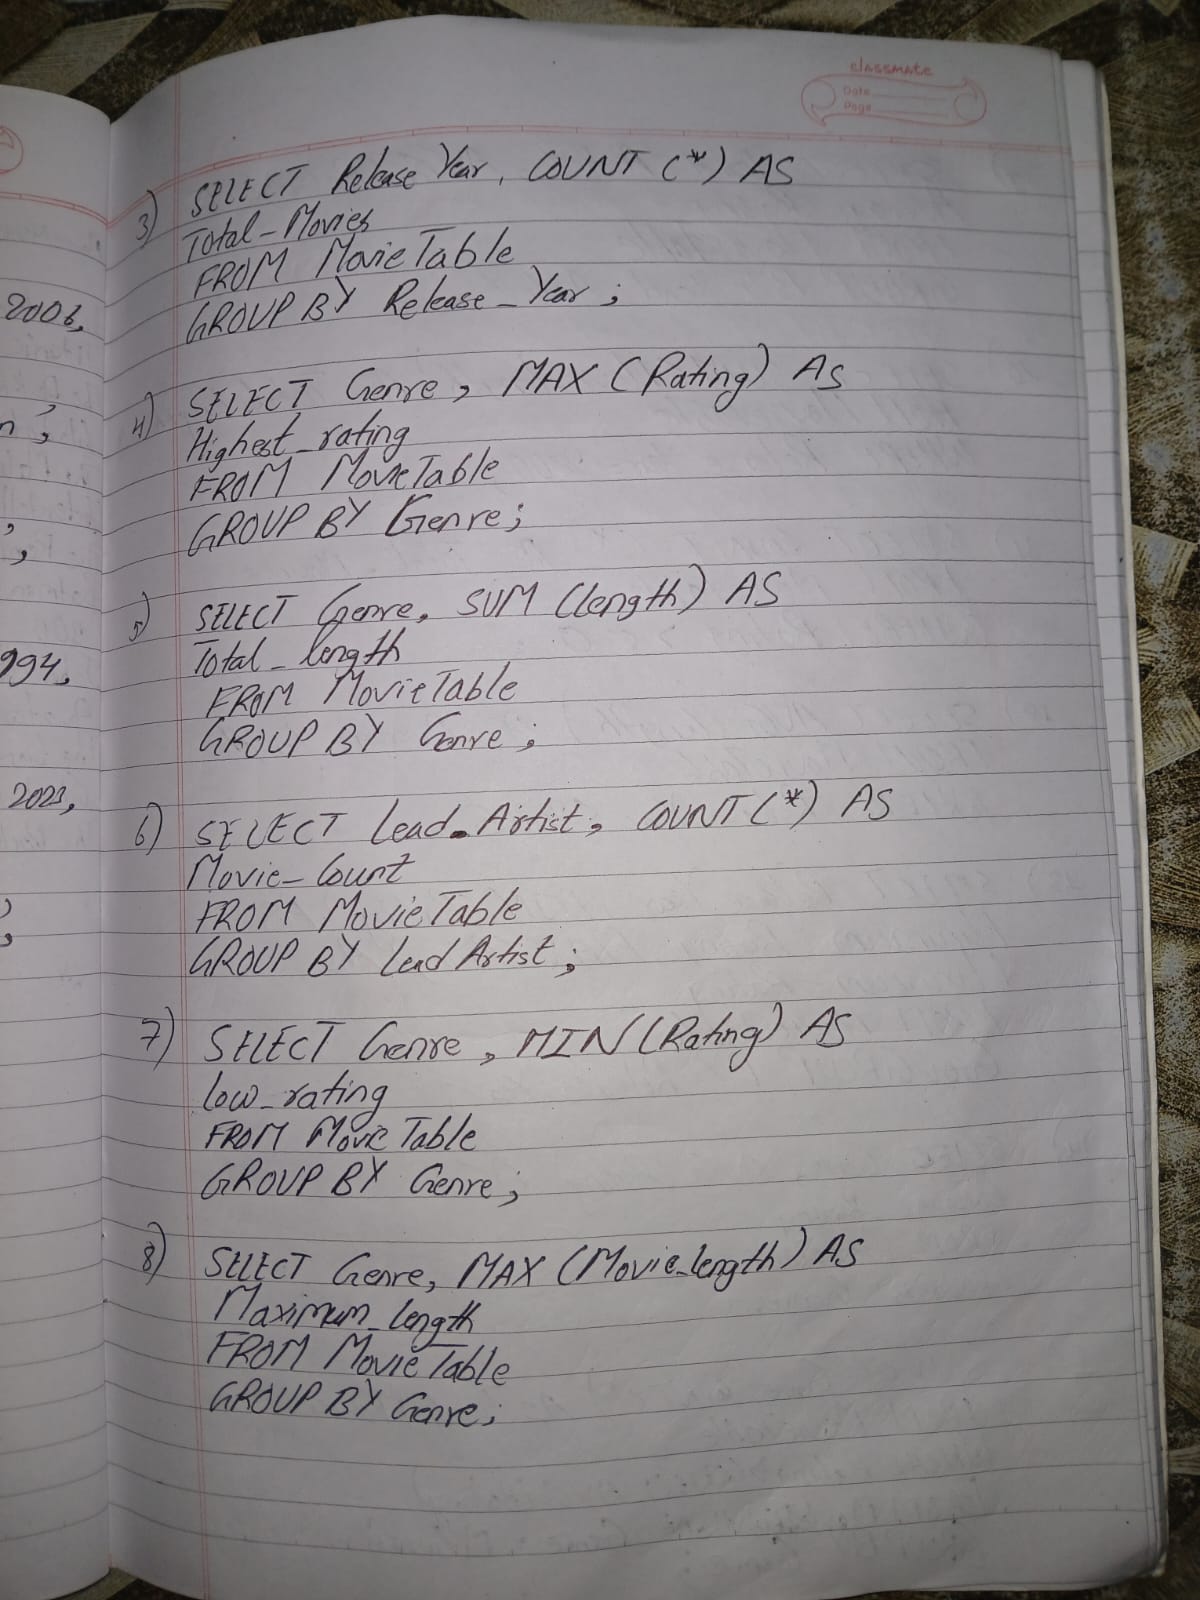 classmate
Date
Page
3) SELECT Release Year, COUNT (*) AS
Total_Movies
FROM MovieTable
GROUP BY Release_Year;
4) SELECT Genre, MAX (Rating) AS
Highest_rating
FROM MovieTable
GROUP BY Genre;
5) SELECT Genre, SUM (length) AS
Total_length
FROM MovieTable
GROUP BY Genre;
6) SELECT Lead_Artist, COUNT (*) AS
Movie_Count
FROM MovieTable
GROUP BY Lead Artist;
7) SELECT Genre, MIN (Rating) AS
low_rating
FROM Movie Table
GROUP BY Genre;
8) SELECT Genre, MAX (Movie_length) AS
Maximum_length
FROM MovieTable
GROUP BY Genre;
2006,
n;
994,
2023,